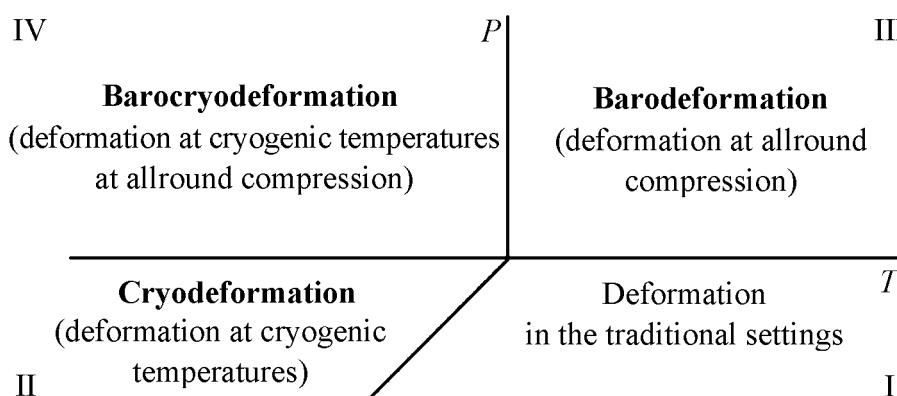 IV
P
III
Barocryodeformation
(deformation at cryogenic temperatures
at allround compression)
Barodeformation
(deformation at allround
compression)
Cryodeformation
(deformation at cryogenic
temperatures)
T
Deformation
in the traditional settings
II
I